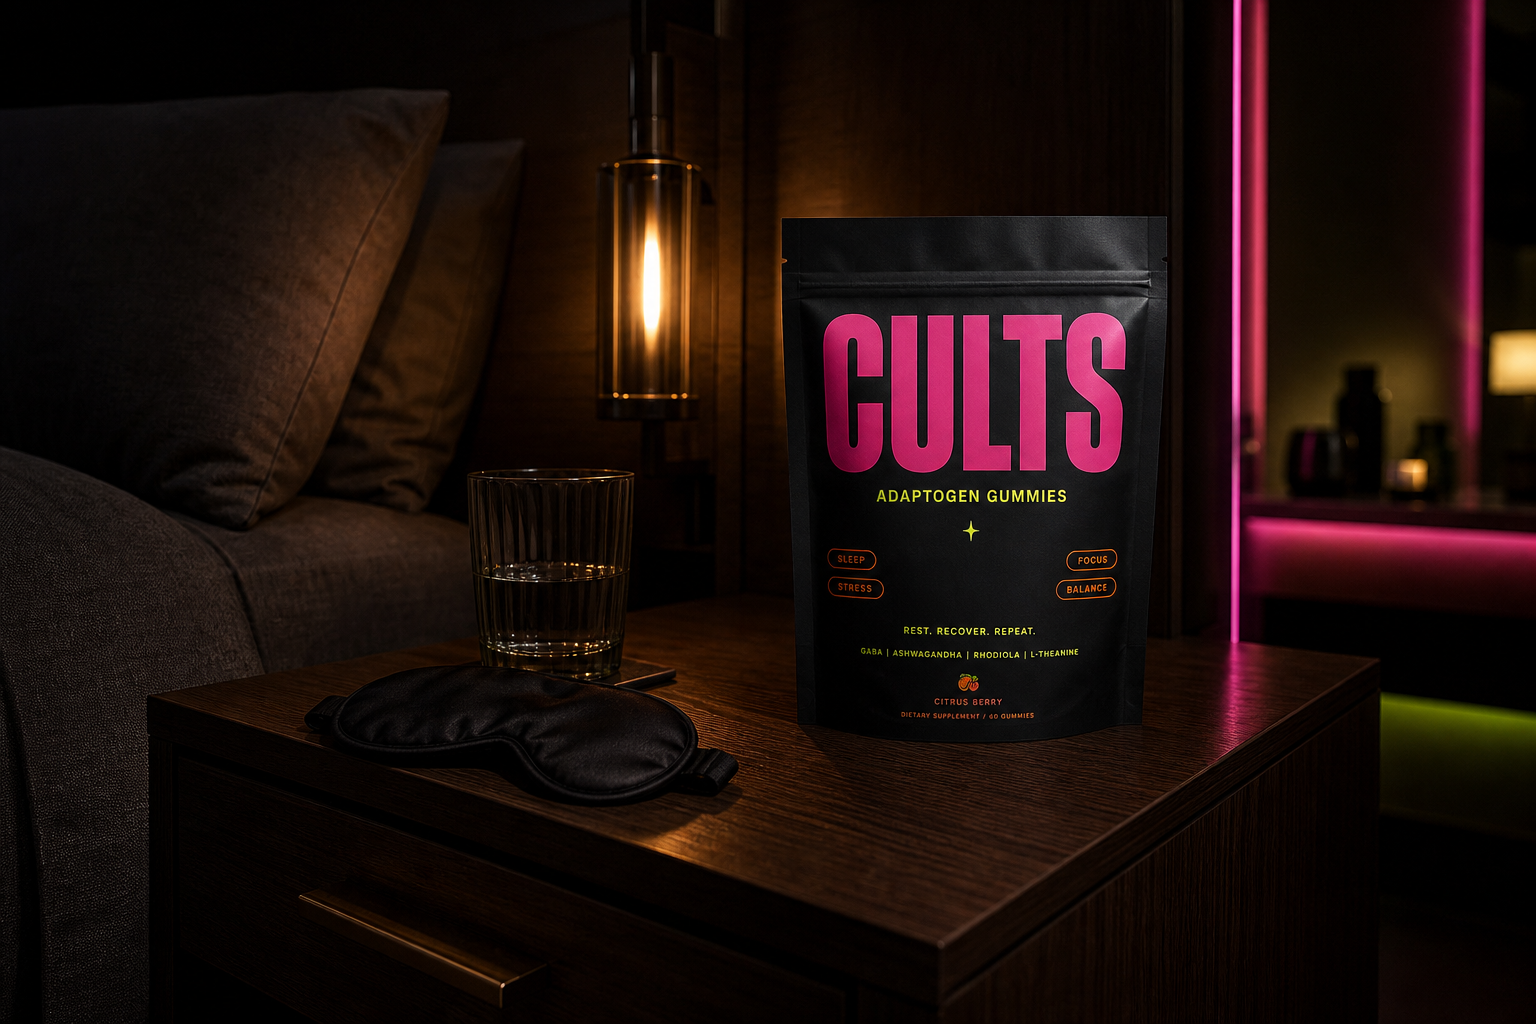 CULTS
ADAPTOGEN GUMMIES
SLEEP
FOCUS
STRESS
BALANCE
REST. RECOVER. REPEAT.
GABA | ASHWAGANDHA | RHODIOLA | L-THEANINE
CITRUS BERRY
DIETARY SUPPLEMENT / 60 GUMMIES